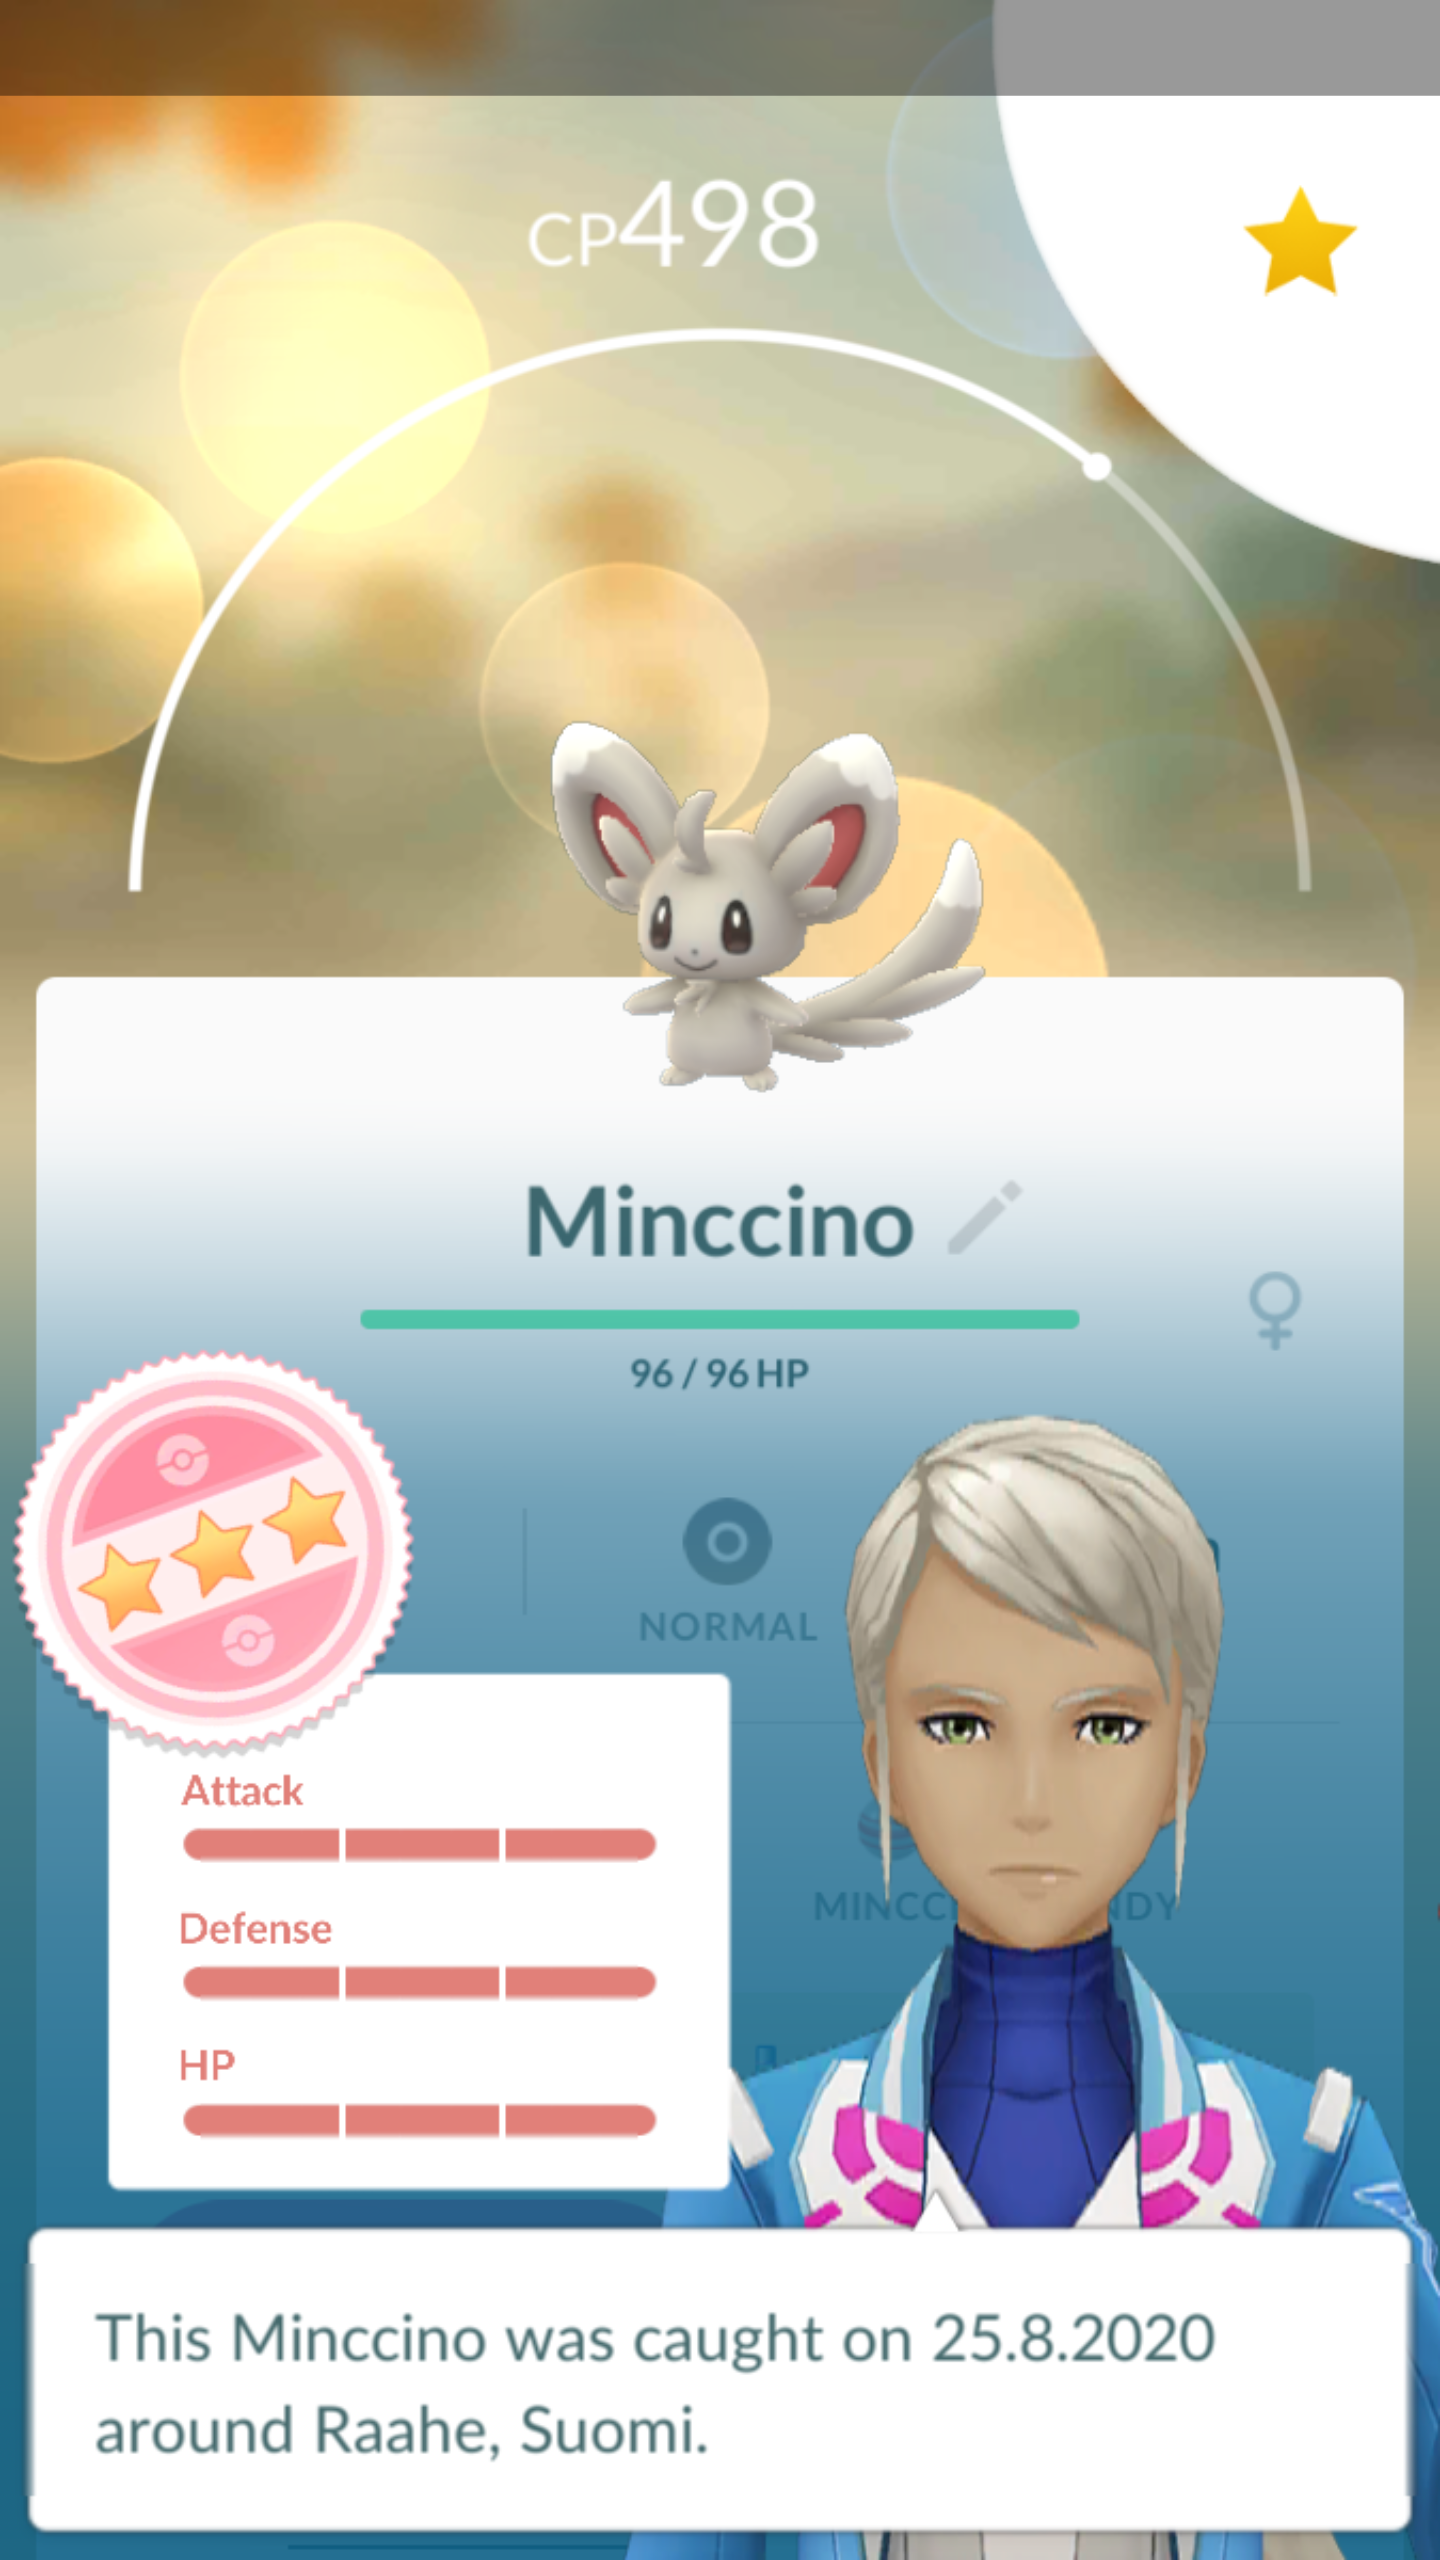 CP498
Minccino
96 / 96 HP
NORMAL
Attack
Defense
HP
This Minccino was caught on 25.8.2020
around Raahe, Suomi.